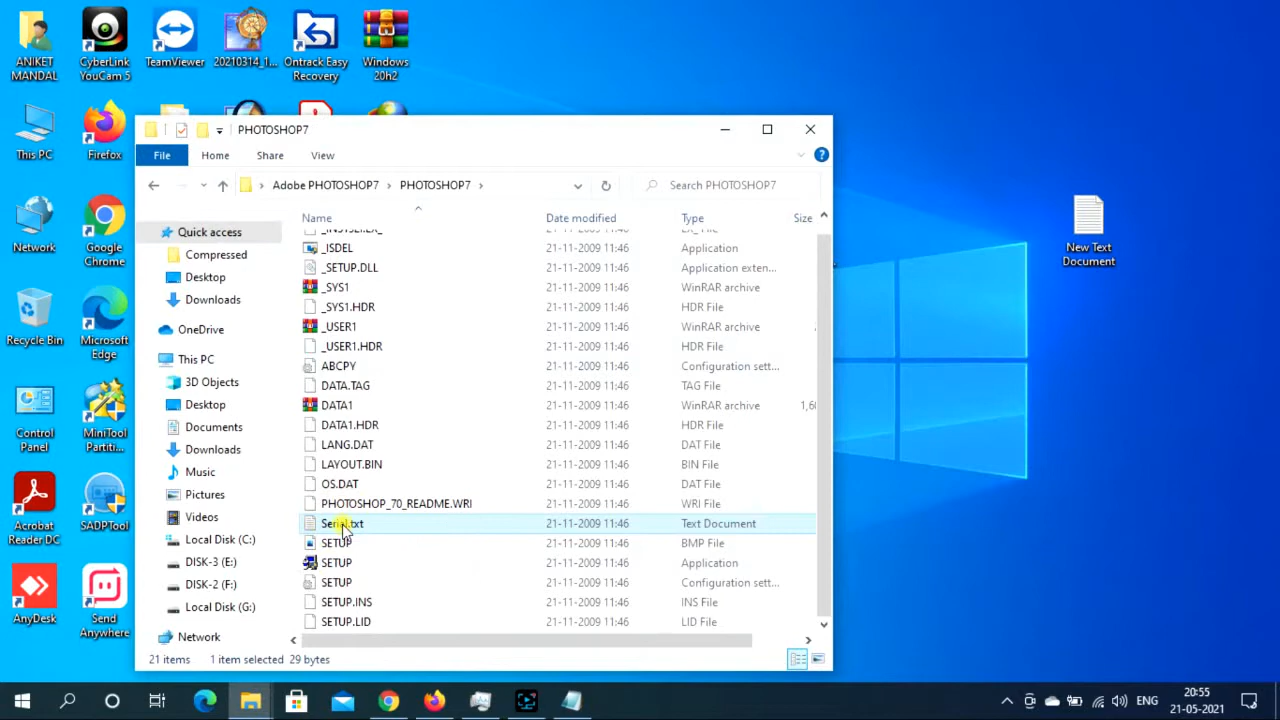 ANIKET
MANDAL
CyberLink
YouCam 5
TeamViewer
20210314_1...
Ontrack Easy
Recovery
Windows
20h2
This PC
Firefox
Network
Google
Chrome
Recycle Bin
Microsoft
Edge
Control
Panel
MiniTool
Partiti...
Acrobat
Reader DC
SADPTool
AnyDesk
Send
Anywhere
New Text
Document
PHOTOSHOP7
File Home Share View
Adobe PHOTOSHOP7 PHOTOSHOP7 Search PHOTOSHOP7
Quick access
Compressed
Desktop
Downloads
OneDrive
This PC
3D Objects
Desktop
Documents
Downloads
Music
Pictures
Videos
Local Disk (C:)
DISK-3 (E:)
DISK-2 (F:)
Local Disk (G:)
Network
Name Date modified Type Size
21-11-2009 11:46
_ISDEL 21-11-2009 11:46 Application
_SETUP.DLL 21-11-2009 11:46 Application exten...
_SYS1 21-11-2009 11:46 WinRAR archive
_SYS1.HDR 21-11-2009 11:46 HDR File
_USER1 21-11-2009 11:46 WinRAR archive
_USER1.HDR 21-11-2009 11:46 HDR File
ABCPY 21-11-2009 11:46 Configuration sett...
DATA.TAG 21-11-2009 11:46 TAG File
DATA1 21-11-2009 11:46 WinRAR archive 1,60
DATA1.HDR 21-11-2009 11:46 HDR File
LANG.DAT 21-11-2009 11:46 DAT File
LAYOUT.BIN 21-11-2009 11:46 BIN File
OS.DAT 21-11-2009 11:46 DAT File
PHOTOSHOP_70_README.WRI 21-11-2009 11:46 WRI File
Serial.txt 21-11-2009 11:46 Text Document
SETUP 21-11-2009 11:46 BMP File
SETUP 21-11-2009 11:46 Application
SETUP 21-11-2009 11:46 Configuration sett...
SETUP.INS 21-11-2009 11:46 INS File
SETUP.LID 21-11-2009 11:46 LID File
21 items 1 item selected 29 bytes
ENG
20:55
21-05-2021